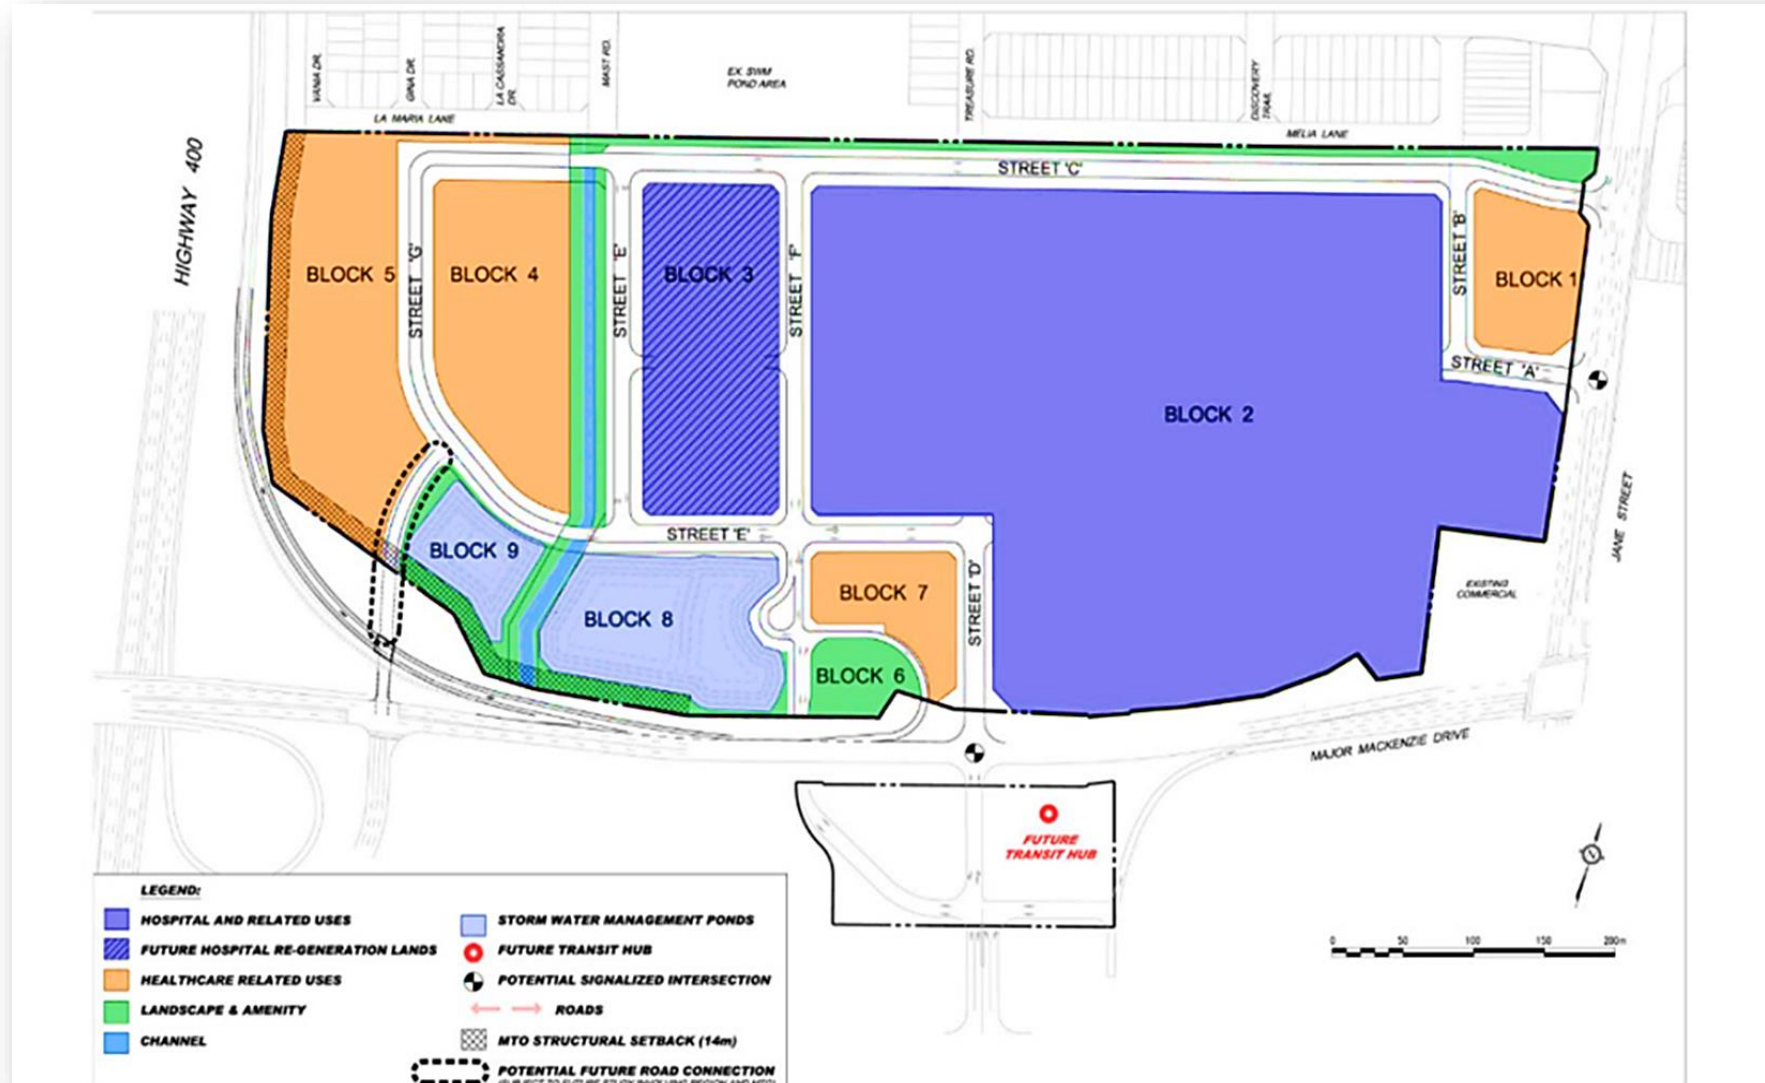 VANIA DR.
GINA DR.
LA CASSANDRA
DR.
MAST RD.
EX. SWM
POND AREA
TREASURE RD.
DISCOVERY
TRAIL
LA MARIA LANE
MELIA LANE
HIGHWAY 400
STREET 'C'
BLOCK 5
STREET 'G'
BLOCK 4
STREET 'E'
BLOCK 3
STREET 'F'
STREET 'B'
BLOCK 1
STREET 'A'
BLOCK 2
JANE STREET
STREET 'E'
BLOCK 9
BLOCK 8
BLOCK 7
STREET 'D'
EXISTING
COMMERCIAL
BLOCK 6
MAJOR MACKENZIE DRIVE
FUTURE
TRANSIT HUB
0 50 100 150 200m
LEGEND:
HOSPITAL AND RELATED USES
FUTURE HOSPITAL RE-GENERATION LANDS
HEALTHCARE RELATED USES
LANDSCAPE & AMENITY
CHANNEL
STORM WATER MANAGEMENT PONDS
FUTURE TRANSIT HUB
POTENTIAL SIGNALIZED INTERSECTION
ROADS
MTO STRUCTURAL SETBACK (14m)
POTENTIAL FUTURE ROAD CONNECTION